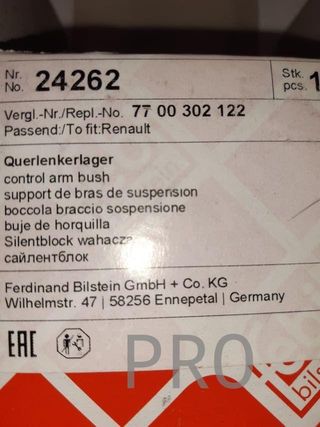 Nr.
No. 24262
Stk.
pcs. 1
Vergl.-Nr./Repl.-No. 77 00 302 122
Passend:/To fit:Renault
Querlenkerlager
control arm bush
support de bras de suspension
boccola braccio sospensione
buje de horquilla
Silentblock wahacza
сайлентблок
Ferdinand Bilstein GmbH + Co. KG
Wilhelmstr. 47 | 58256 Ennepetal | Germany
EAC
PRO
bils